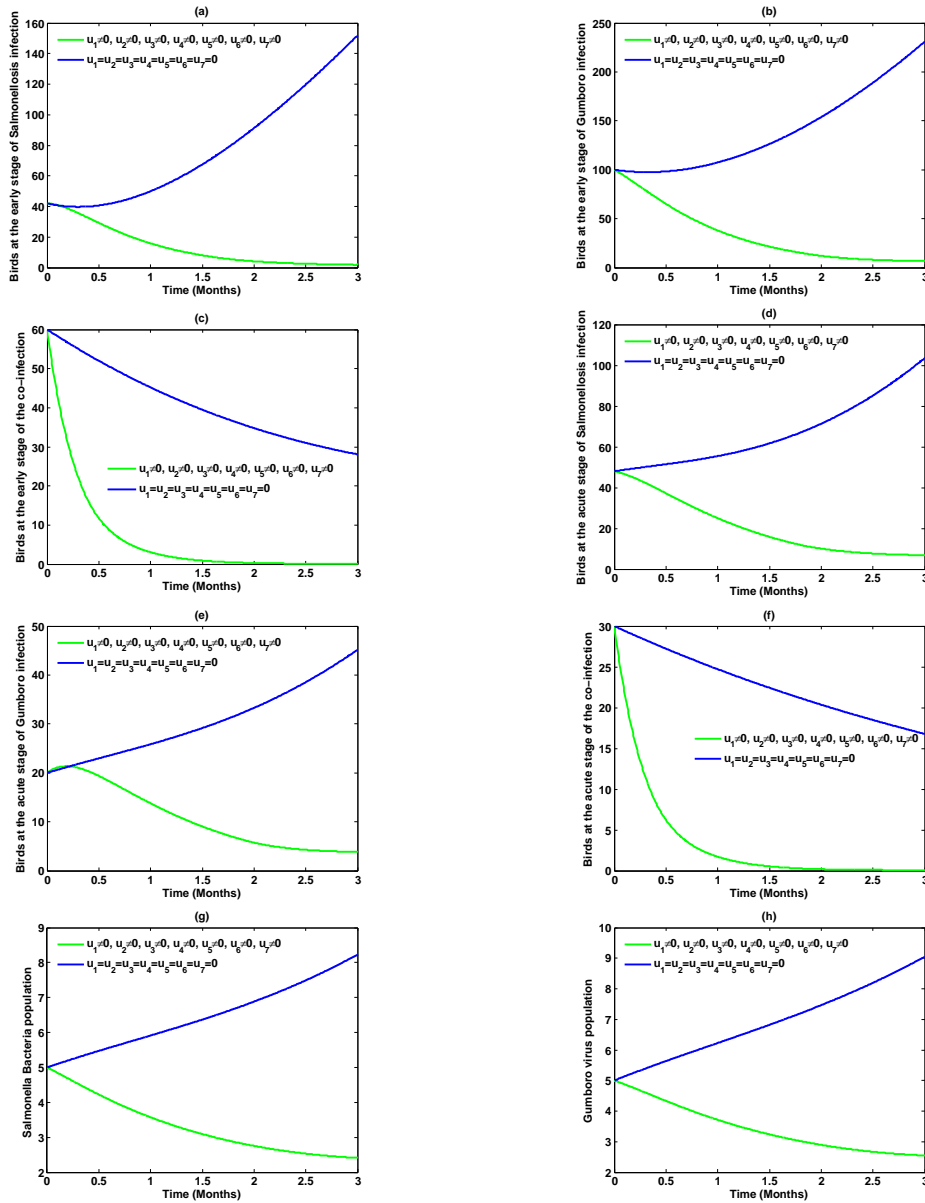 (a)
Birds at the early stage of Salmonellosis infection
160
140
120
100
80
60
40
20
0
u₁≠0, u₂≠0, u₃≠0, u₄≠0, u₅≠0, u₆≠0, u₇≠0
u₁=u₂=u₃=u₄=u₅=u₆=u₇=0
0 0.5 1 1.5 2 2.5 3
Time (Months)
(b)
Birds at the early stage of Gumboro infection
250
200
150
100
50
0
u₁≠0, u₂≠0, u₃≠0, u₄≠0, u₅≠0, u₆≠0, u₇≠0
u₁=u₂=u₃=u₄=u₅=u₆=u₇=0
0 0.5 1 1.5 2 2.5 3
Time (Months)
(c)
Birds at the early stage of the co−infection
60
50
40
30
20
10
0
u₁≠0, u₂≠0, u₃≠0, u₄≠0, u₅≠0, u₆≠0, u₇≠0
u₁=u₂=u₃=u₄=u₅=u₆=u₇=0
0 0.5 1 1.5 2 2.5 3
Time (Months)
(d)
Birds at the acute stage of Salmonellosis infection
120
100
80
60
40
20
0
u₁≠0, u₂≠0, u₃≠0, u₄≠0, u₅≠0, u₆≠0, u₇≠0
u₁=u₂=u₃=u₄=u₅=u₆=u₇=0
0 0.5 1 1.5 2 2.5 3
Time (Months)
(e)
Birds at the acute stage of Gumboro infection
50
40
30
20
10
0
u₁≠0, u₂≠0, u₃≠0, u₄≠0, u₅≠0, u₆≠0, u₇≠0
u₁=u₂=u₃=u₄=u₅=u₆=u₇=0
0 0.5 1 1.5 2 2.5 3
Time (Months)
(f)
Birds at the acute stage of the co−infection
30
25
20
15
10
5
0
u₁≠0, u₂≠0, u₃≠0, u₄≠0, u₅≠0, u₆≠0, u₇≠0
u₁=u₂=u₃=u₄=u₅=u₆=u₇=0
0 0.5 1 1.5 2 2.5 3
Time (Months)
(g)
Salmonella Bacteria population
9
8
7
6
5
4
3
2
u₁≠0, u₂≠0, u₃≠0, u₄≠0, u₅≠0, u₆≠0, u₇≠0
u₁=u₂=u₃=u₄=u₅=u₆=u₇=0
0 0.5 1 1.5 2 2.5 3
Time (Months)
(h)
Gumboro virus population
10
9
8
7
6
5
4
3
2
u₁≠0, u₂≠0, u₃≠0, u₄≠0, u₅≠0, u₆≠0, u₇≠0
u₁=u₂=u₃=u₄=u₅=u₆=u₇=0
0 0.5 1 1.5 2 2.5 3
Time (Months)